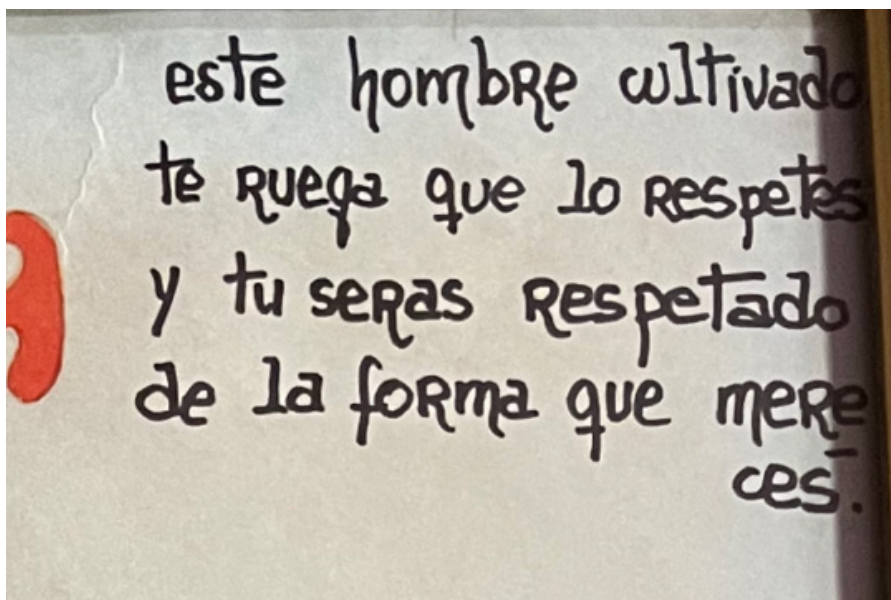 este hombre cultivado
te ruega que lo respetes
y tu seras respetado
de la forma que mere
ces.